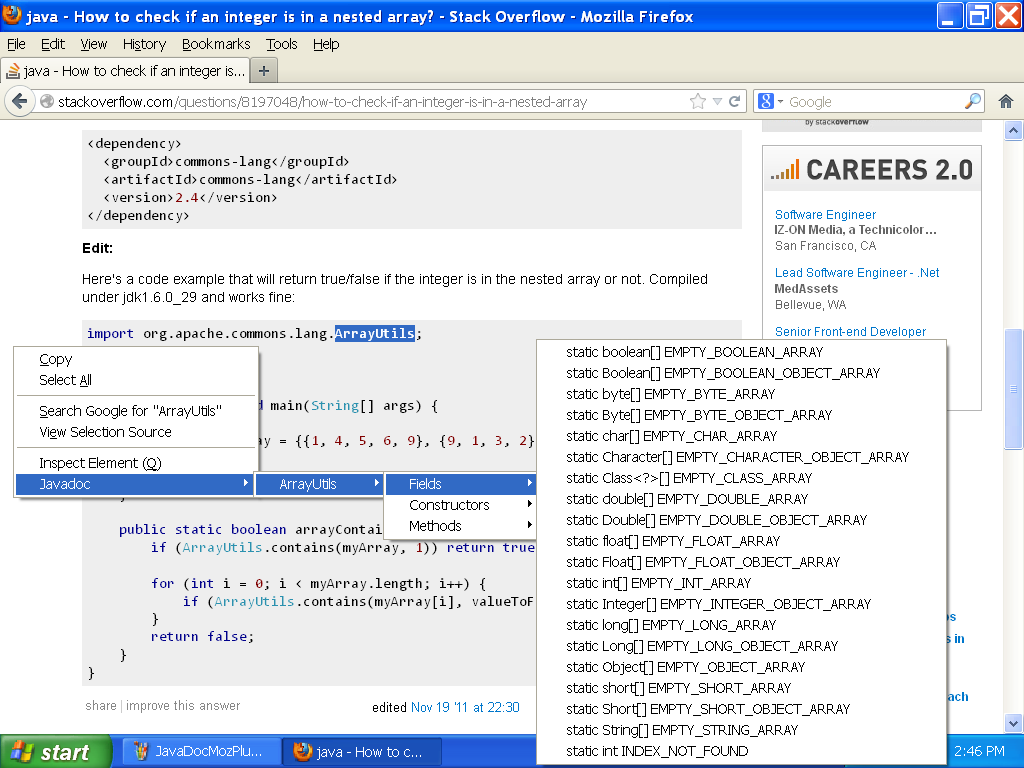 java - How to check if an integer is in a nested array? - Stack Overflow - Mozilla Firefox
File Edit View History Bookmarks Tools Help
java - How to check if an integer is... +
stackoverflow.com/questions/8197048/how-to-check-if-an-integer-is-in-a-nested-array
Google
<dependency>
<groupId>commons-lang</groupId>
<artifactId>commons-lang</artifactId>
<version>2.4</version>
</dependency>
Edit:
Here's a code example that will return true/false if the integer is in the nested array or not. Compiled
under jdk1.6.0_29 and works fine:
import org.apache.commons.lang.ArrayUtils;
d main(String[] args) {
ay = {{1, 4, 5, 6, 9}, {9, 1, 3, 2}
}
public static boolean arrayContai
if (ArrayUtils.contains(myArray, 1)) return true
for (int i = 0; i < myArray.length; i++) {
if (ArrayUtils.contains(myArray[i], valueToF
}
return false;
}
}
share | improve this answer
edited Nov 19 '11 at 22:30
by stackoverflow
CAREERS 2.0
Software Engineer
IZ-ON Media, a Technicolor...
San Francisco, CA
Lead Software Engineer - .Net
MedAssets
Bellevue, WA
Senior Front-end Developer
s in
ach
Copy
Select All
Search Google for "ArrayUtils"
View Selection Source
Inspect Element (Q)
Javadoc
ArrayUtils
Fields
Constructors
Methods
static boolean[] EMPTY_BOOLEAN_ARRAY
static Boolean[] EMPTY_BOOLEAN_OBJECT_ARRAY
static byte[] EMPTY_BYTE_ARRAY
static Byte[] EMPTY_BYTE_OBJECT_ARRAY
static char[] EMPTY_CHAR_ARRAY
static Character[] EMPTY_CHARACTER_OBJECT_ARRAY
static Class<?>[] EMPTY_CLASS_ARRAY
static double[] EMPTY_DOUBLE_ARRAY
static Double[] EMPTY_DOUBLE_OBJECT_ARRAY
static float[] EMPTY_FLOAT_ARRAY
static Float[] EMPTY_FLOAT_OBJECT_ARRAY
static int[] EMPTY_INT_ARRAY
static Integer[] EMPTY_INTEGER_OBJECT_ARRAY
static long[] EMPTY_LONG_ARRAY
static Long[] EMPTY_LONG_OBJECT_ARRAY
static Object[] EMPTY_OBJECT_ARRAY
static short[] EMPTY_SHORT_ARRAY
static Short[] EMPTY_SHORT_OBJECT_ARRAY
static String[] EMPTY_STRING_ARRAY
static int INDEX_NOT_FOUND
start
JavaDocMozPlu...
java - How to c...
2:46 PM